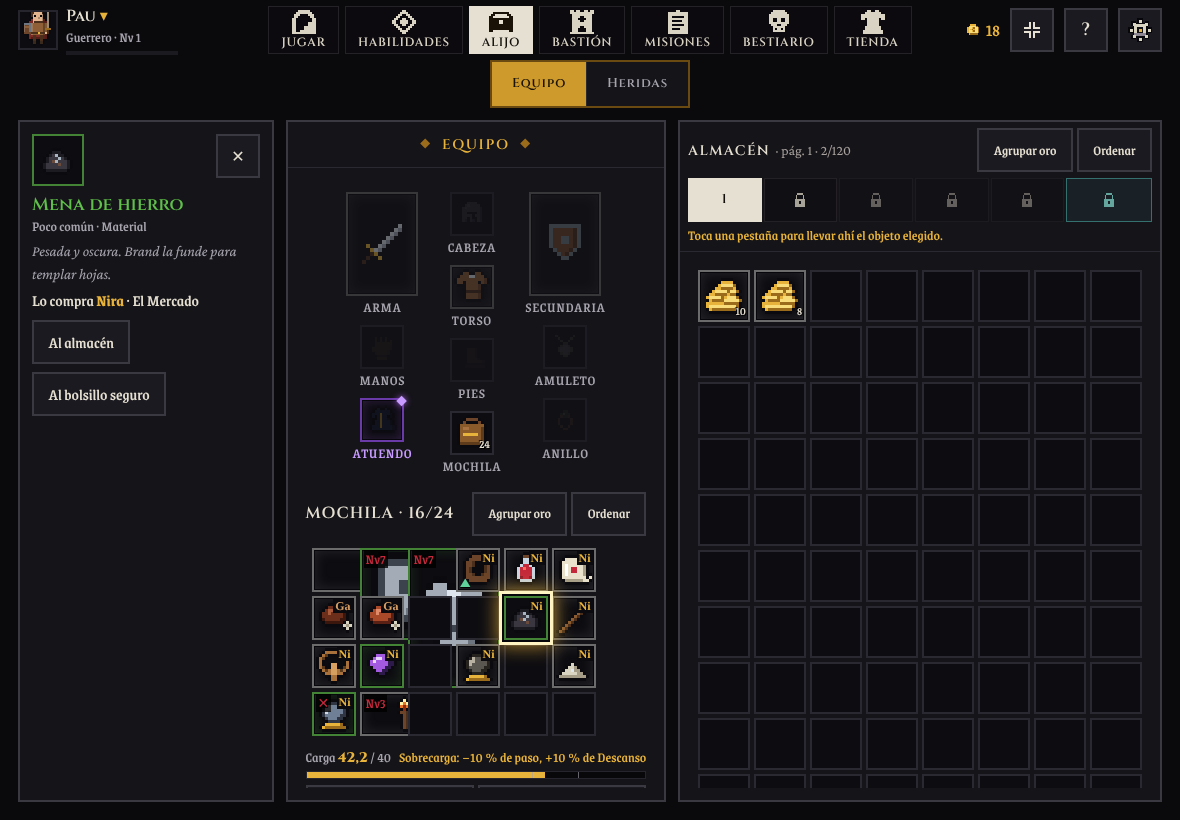 Pau ▼
Guerrero · Nv 1
JUGAR
HABILIDADES
ALIJO
BASTIÓN
MISIONES
BESTIARIO
TIENDA
18
?
Equipo
Heridas
✕
Mena de hierro
Poco común · Material
Pesada y oscura. Brand la funde para
templar hojas.
Lo compra Nira · El Mercado
Al almacén
Al bolsillo seguro
◆ EQUIPO ◆
ARMA
CABEZA
TORSO
SECUNDARIA
MANOS
PIES
AMULETO
ATUENDO
24
MOCHILA
ANILLO
MOCHILA · 16/24
Agrupar oro
Ordenar
Nv7
Nv7
Ni
Ni
Ni
Ga
Ga
Ni
Ni
Ni
Ni
Ni
Ni
✕
Ni
Nv3
Carga 42,2 / 40
Sobrecarga: −10 % de paso, +10 % de Descanso
ALMACÉN · pág. 1 · 2/120
Agrupar oro
Ordenar
I
Toca una pestaña para llevar ahí el objeto elegido.
10
8